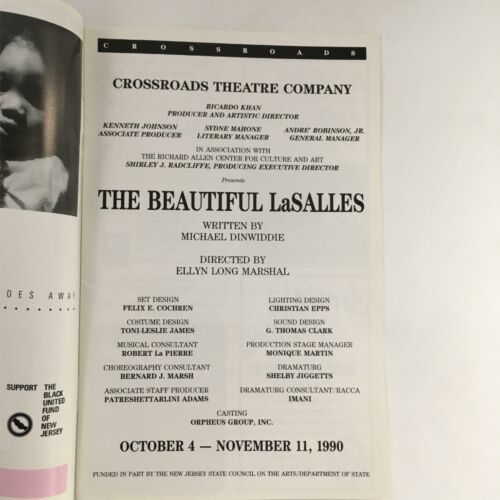 CROSSROADS
CROSSROADS THEATRE COMPANY
RICARDO KHAN
PRODUCER AND ARTISTIC DIRECTOR
KENNETH JOHNSON
ASSOCIATE PRODUCER
SYDNE MAHONE
LITERARY MANAGER
ANDRE' ROBINSON, JR.
GENERAL MANAGER
IN ASSOCIATION WITH
THE RICHARD ALLEN CENTER FOR CULTURE AND ART
SHIRLEY J. RADCLIFFE, PRODUCING EXECUTIVE DIRECTOR
Presents
THE BEAUTIFUL LaSALLES
WRITTEN BY
MICHAEL DINWIDDIE
DIRECTED BY
ELLYN LONG MARSHAL
SET DESIGN
FELIX E. COCHREN
LIGHTING DESIGN
CHRISTIAN EPPS
COSTUME DESIGN
TONI-LESLIE JAMES
SOUND DESIGN
G. THOMAS CLARK
MUSICAL CONSULTANT
ROBERT La PIERRE
PRODUCTION STAGE MANAGER
MONIQUE MARTIN
CHOREOGRAPHY CONSULTANT
BERNARD J. MARSH
DRAMATURG
SHELBY JIGGETTS
ASSOCIATE STAFF PRODUCER
PATRESHETTARLINI ADAMS
DRAMATURG CONSULTANT/RACCA
IMANI
CASTING
ORPHEUS GROUP, INC.
OCTOBER 4 — NOVEMBER 11, 1990
FUNDED IN PART BY THE NEW JERSEY STATE COUNCIL ON THE ARTS/DEPARTMENT OF STATE
OES AWAY
SUPPORT THE
BLACK
UNITED
FUND
OF
NEW
JERSEY